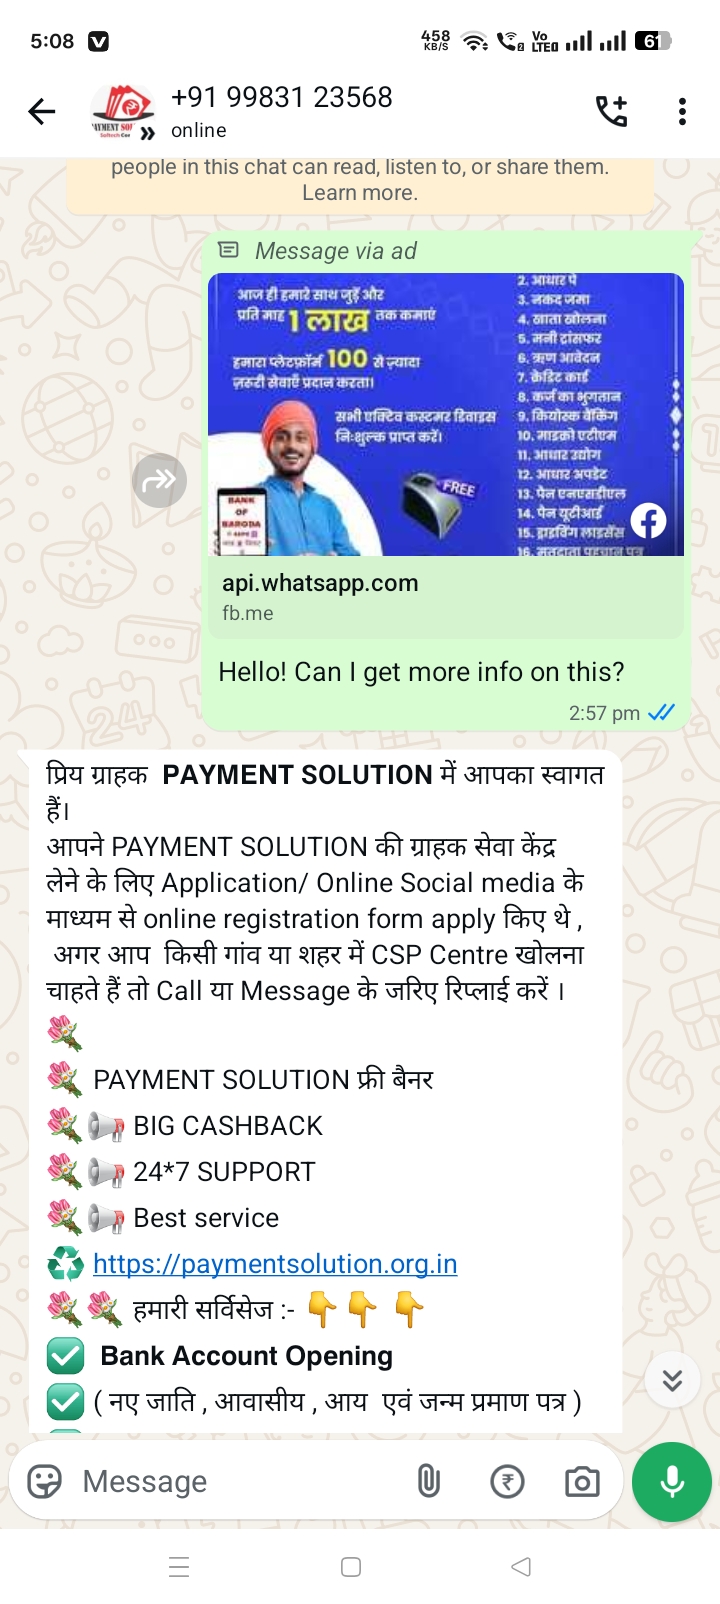 5:08
458
KB/S
Vo
LTE
61
+91 99831 23568
online
people in this chat can read, listen to, or share them.
Learn more.
Message via ad
आज ही हमारे साथ जुड़ें और
प्रति माह 1 लाख तक कमाएं
हमारा प्लेटफ़ॉर्म 100 से ज़्यादा
ज़रूरी सेवाएँ प्रदान करता।
सभी एक्टिव कस्टमर डिवाइस
निःशुल्क प्राप्त करें।
FREE
BANK
OF
BARODA
2. आधार पे
3. नकद जमा
4. खाता खोलना
5. मनी ट्रांसफर
6. ऋण आवेदन
7. क्रेडिट कार्ड
8. कर्ज का भुगतान
9. कियोस्क बैंकिंग
10. माइक्रो एटीएम
11. आधार उद्योग
12. आधार अपडेट
13. पैन एनएसडीएल
14. पैन यूटीआई
15. ड्राइविंग लाइसेंस
16. मतदाता पहचान पत्र
api.whatsapp.com
fb.me
Hello! Can I get more info on this?
2:57 pm
प्रिय ग्राहक PAYMENT SOLUTION में आपका स्वागत
हैं।
आपने PAYMENT SOLUTION की ग्राहक सेवा केंद्र
लेने के लिए Application/ Online Social media के
माध्यम से online registration form apply किए थे ,
अगर आप किसी गांव या शहर में CSP Centre खोलना
चाहते हैं तो Call या Message के जरिए रिप्लाई करें ।
PAYMENT SOLUTION फ्री बैनर
BIG CASHBACK
24*7 SUPPORT
Best service
https://paymentsolution.org.in
हमारी सर्विसेज :-
Bank Account Opening
( नए जाति , आवासीय , आय एवं जन्म प्रमाण पत्र )
Message